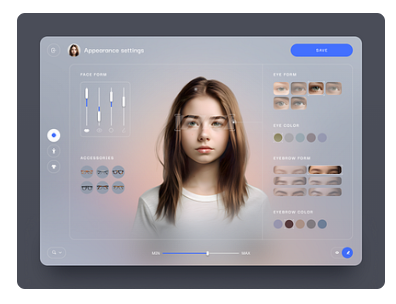 Appearance settings
SAVE
FACE FORM
EYE FORM
EYE COLOR
ACCESSORIES
EYEBROW FORM
EYEBROW COLOR
MIN
MAX